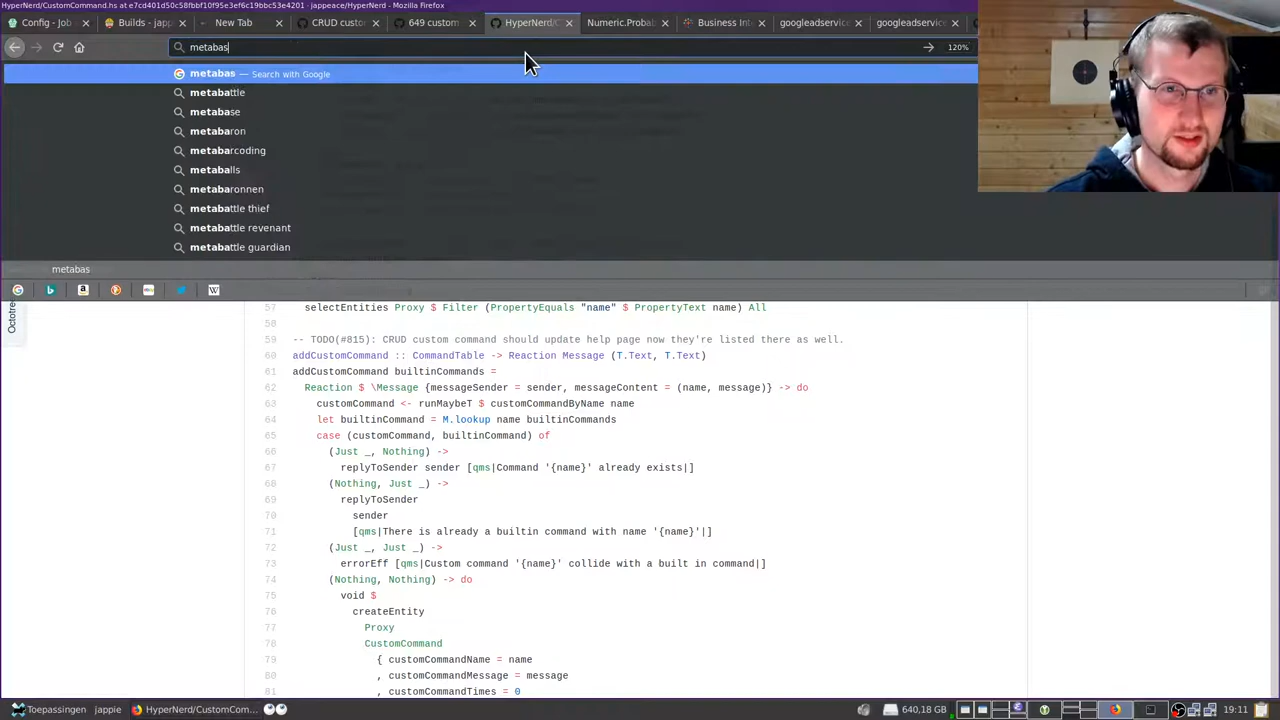 HyperNerd/CustomCommand.hs at e7cd401d50c58fbbf10f95e3ef16cbbc53e4201 · jappeace/HyperNerd - Mozilla Firefox
Config - Job
Builds - jappi
New Tab
CRUD custo
649 custom
HyperNerd/C
Numeric.Probab
Business Int
googleadservice
googleadservice
metabas
120%
metabas — Search with Google
metabattle
metabase
metabaron
metabarcoding
metaballs
metabaronnen
metabattle thief
metabattle revenant
metabattle guardian
metabas
Octotree
57 selectEntities Proxy $ Filter (PropertyEquals "name" $ PropertyText name) All
58
59 -- TODO(#815): CRUD custom command should update help page now they're listed there as well.
60 addCustomCommand :: CommandTable -> Reaction Message (T.Text, T.Text)
61 addCustomCommand builtinCommands =
62 Reaction $ \Message {messageSender = sender, messageContent = (name, message)} -> do
63 customCommand <- runMaybeT $ customCommandByName name
64 let builtinCommand = M.lookup name builtinCommands
65 case (customCommand, builtinCommand) of
66 (Just _, Nothing) ->
67 replyToSender sender [qms|Command '{name}' already exists|]
68 (Nothing, Just _) ->
69 replyToSender
70 sender
71 [qms|There is already a builtin command with name '{name}'|]
72 (Just _, Just _) ->
73 errorEff [qms|Custom command '{name}' collide with a built in command|]
74 (Nothing, Nothing) -> do
75 void $
76 createEntity
77 Proxy
78 CustomCommand
79 { customCommandName = name
80 , customCommandMessage = message
81 , customCommandTimes = 0
Toepassingen
jappie
HyperNerd/CustomCom...
640,18 GB
19:11